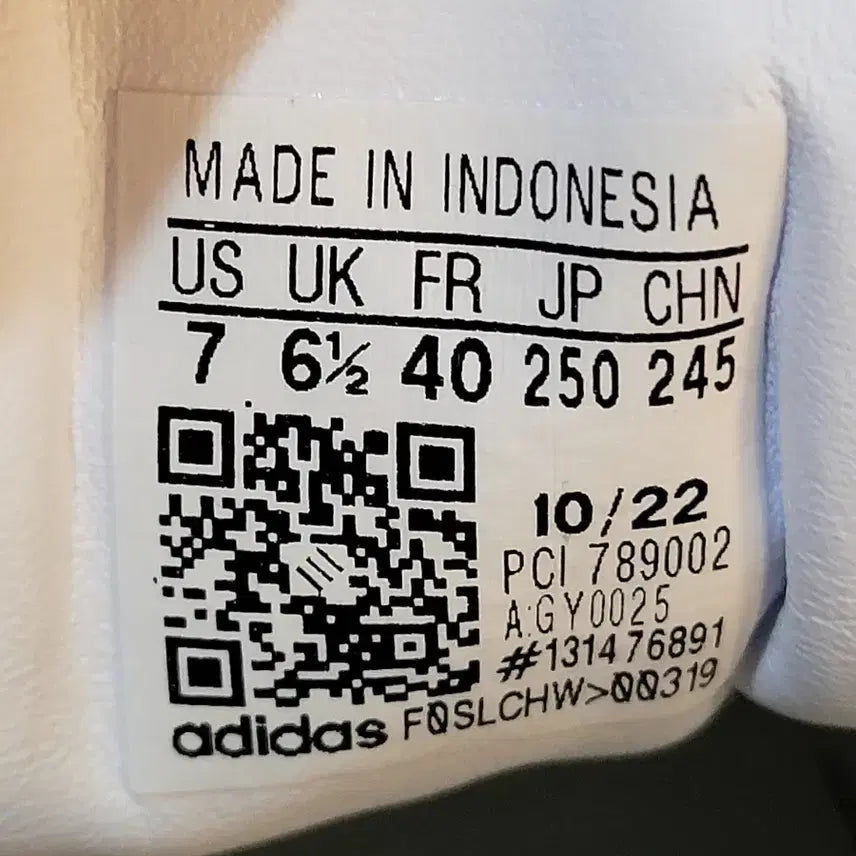 MADE IN INDONESIA
US UK FR JP CHN
7 6½ 40 250 245
10/22
PCI 789002
A:GY0025
#131476891
adidas F0SLCHW>00319